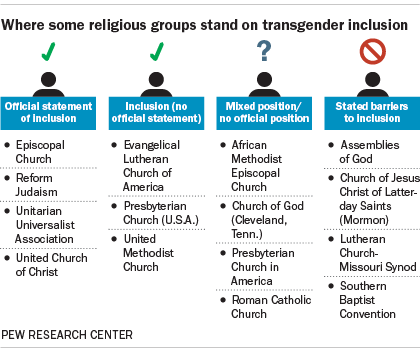 Where some religious groups stand on transgender inclusion
?
Official statement
of inclusion
• Episcopal
Church
• Reform
Judaism
• Unitarian
Universalist
Association
• United Church
of Christ
Inclusion (no
official statement)
• Evangelical
Lutheran
Church of
America
• Presbyterian
Church (U.S.A.)
• United
Methodist
Church
Mixed position/
no official position
• African
Methodist
Episcopal
Church
• Church of God
(Cleveland,
Tenn.)
• Presbyterian
Church in
America
• Roman Catholic
Church
Stated barriers
to inclusion
• Assemblies
of God
• Church of Jesus
Christ of Latter-
day Saints
(Mormon)
• Lutheran
Church-
Missouri Synod
• Southern
Baptist
Convention
PEW RESEARCH CENTER